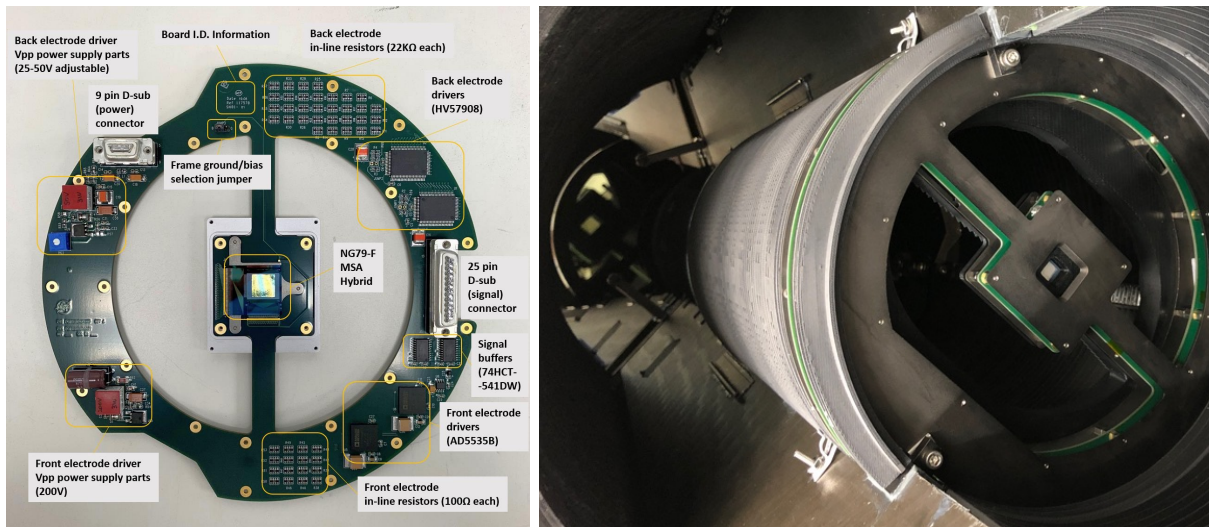 Back electrode driver
Vpp power supply parts
(25-50V adjustable)
Board I.D. Information
Back electrode
in-line resistors (22KΩ each)
9 pin D-sub
(power)
connector
Back electrode
drivers
(HV57908)
Frame ground/bias
selection jumper
NG79-F
MSA
Hybrid
25 pin
D-sub
(signal)
connector
Signal
buffers
(74HCT-
-541DW)
Front electrode
drivers
(AD5535B)
Front electrode driver
Vpp power supply parts
(200V)
Front electrode
in-line resistors (100Ω each)